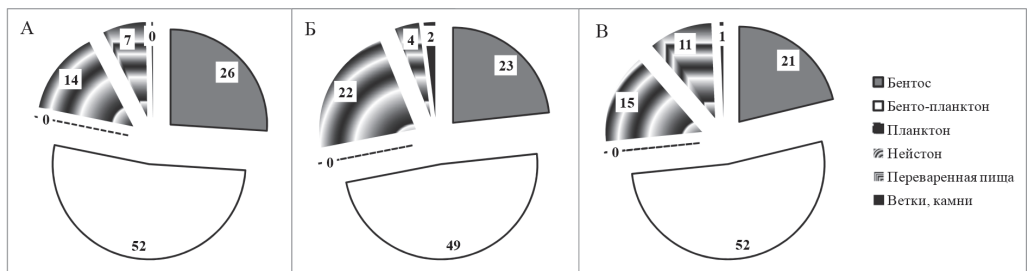 А
0
7
14
0
26
52
Б
2
4
22
0
23
49
В
1
11
15
0
21
52
Бентос
Бенто-планктон
Планктон
Нейстон
Переваренная пища
Ветки, камни